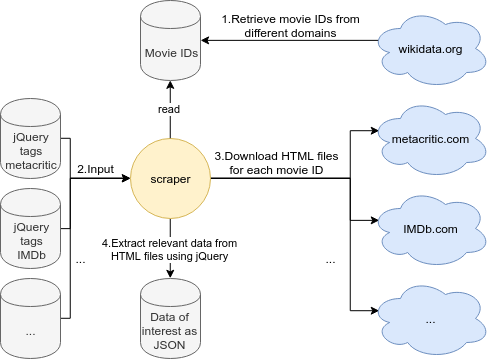 1.Retrieve movie IDs from
different domains
Movie IDs
wikidata.org
read
jQuery
tags
metacritic
2.Input
scraper
3.Download HTML files
for each movie ID
metacritic.com
jQuery
tags
IMDb
4.Extract relevant data from
HTML files using jQuery
IMDb.com
...
...
...
Data of
interest as
JSON
...